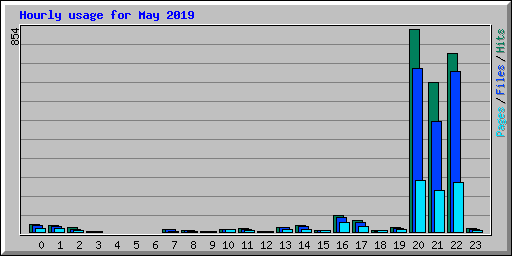 Hourly usage for May 2019
854
Pages/Files/Hits
0 1 2 3 4 5 6 7 8 9 10 11 12 13 14 15 16 17 18 19 20 21 22 23